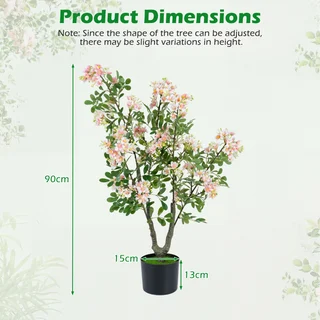 Product Dimensions
Note: Since the shape of the tree can be adjusted,
there may be slight variations in height.
90cm
15cm
13cm